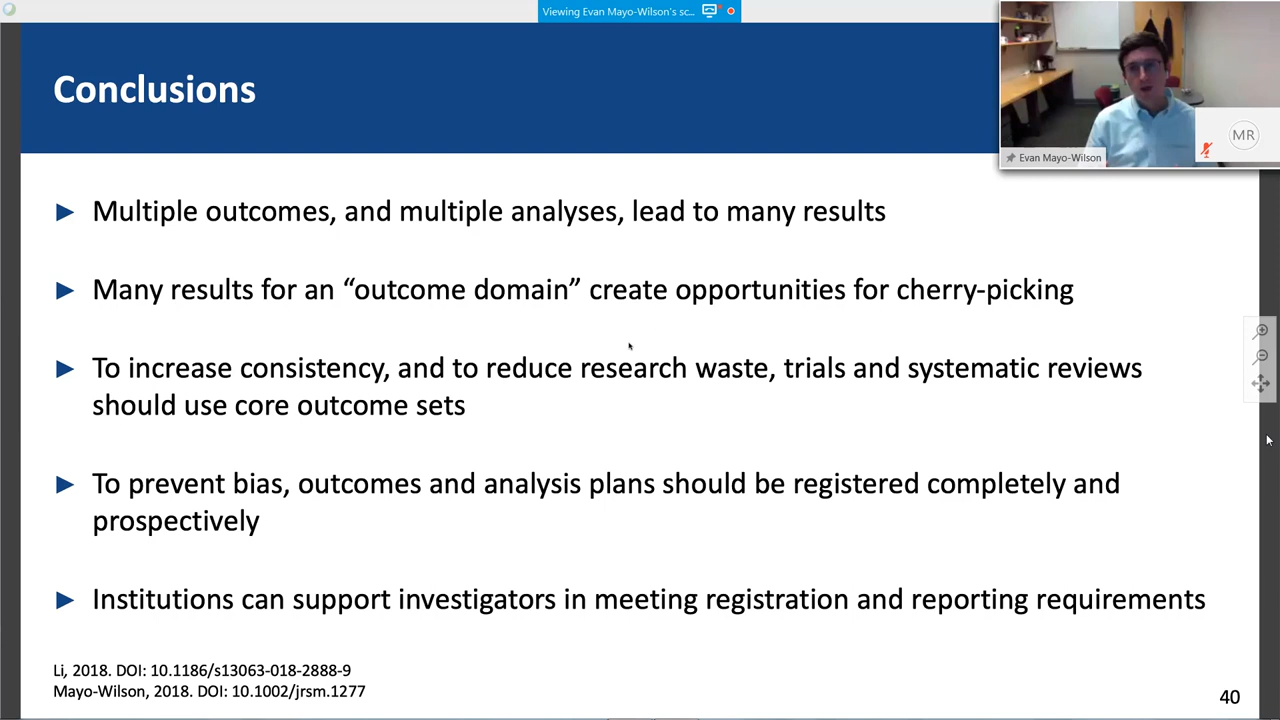 Viewing Evan Mayo-Wilson's sc...
Conclusions
MR
Evan Mayo-Wilson
► Multiple outcomes, and multiple analyses, lead to many results
► Many results for an “outcome domain” create opportunities for cherry-picking
► To increase consistency, and to reduce research waste, trials and systematic reviews
should use core outcome sets
► To prevent bias, outcomes and analysis plans should be registered completely and
prospectively
► Institutions can support investigators in meeting registration and reporting requirements
Li, 2018. DOI: 10.1186/s13063-018-2888-9
Mayo-Wilson, 2018. DOI: 10.1002/jrsm.1277
40